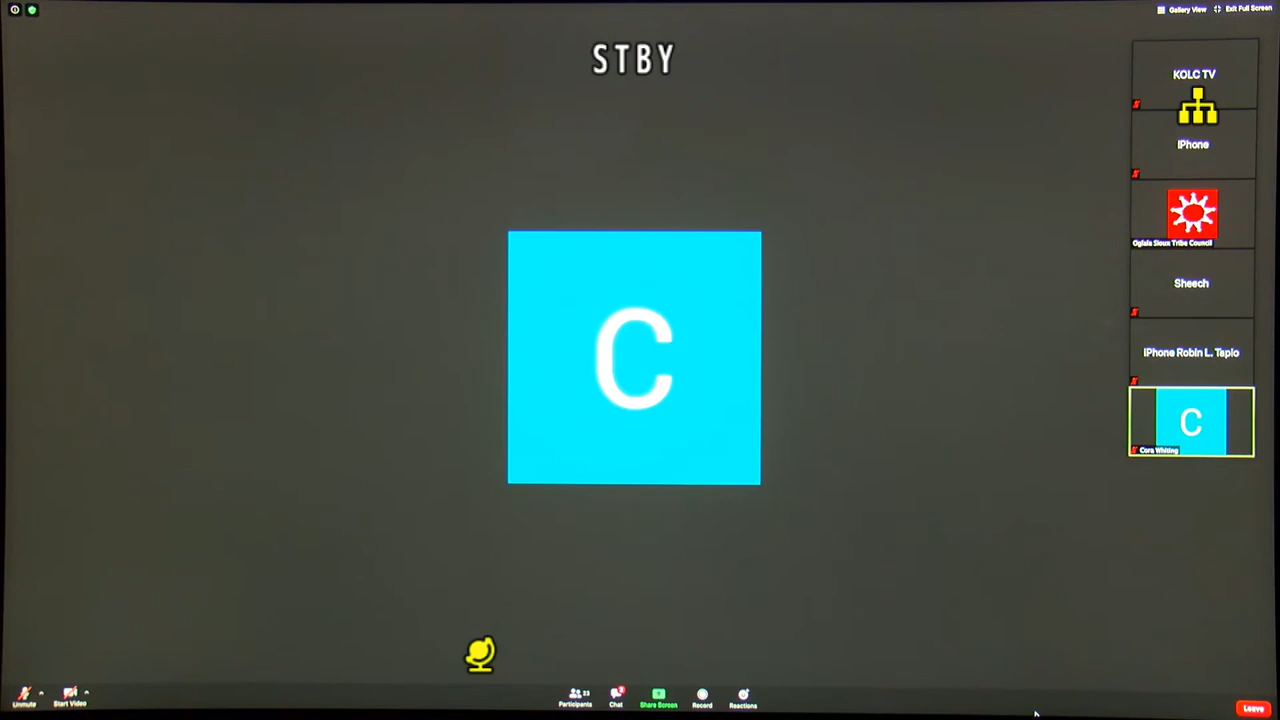 Gallery View
Exit Full Screen
STBY
KOLC TV
iPhone
Oglala Sioux Tribe Council
Sheech
iPhone Robin L. Tapio
C
C
Cora Whiting
Unmute
Start Video
Participants
23
Chat
Share Screen
Record
Reactions
Leave